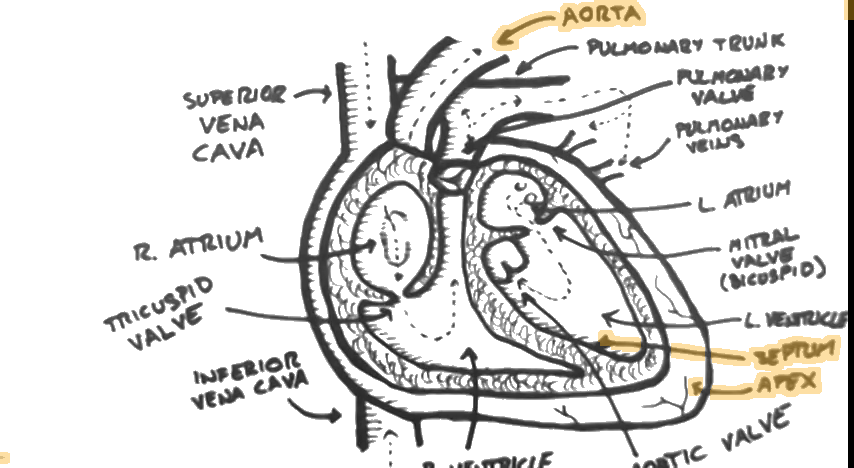 AORTA
PULMONARY TRUNK
PULMONARY
VALVE
SUPERIOR
VENA
CAVA
PULMONARY
VEINS
L. ATRIUM
R. ATRIUM
MITRAL
VALVE
(BICUSPID)
TRICUSPID
VALVE
L. VENTRICLE
SEPTUM
INFERIOR
VENA CAVA
APEX
R. VENTRICLE
AORTIC VALVE